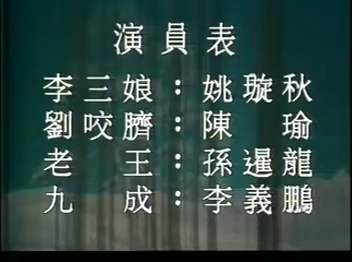 演員表
李三娘：姚璇秋
劉咬臍：陳瑜
老王：孫暹龍
九成：李義鵬